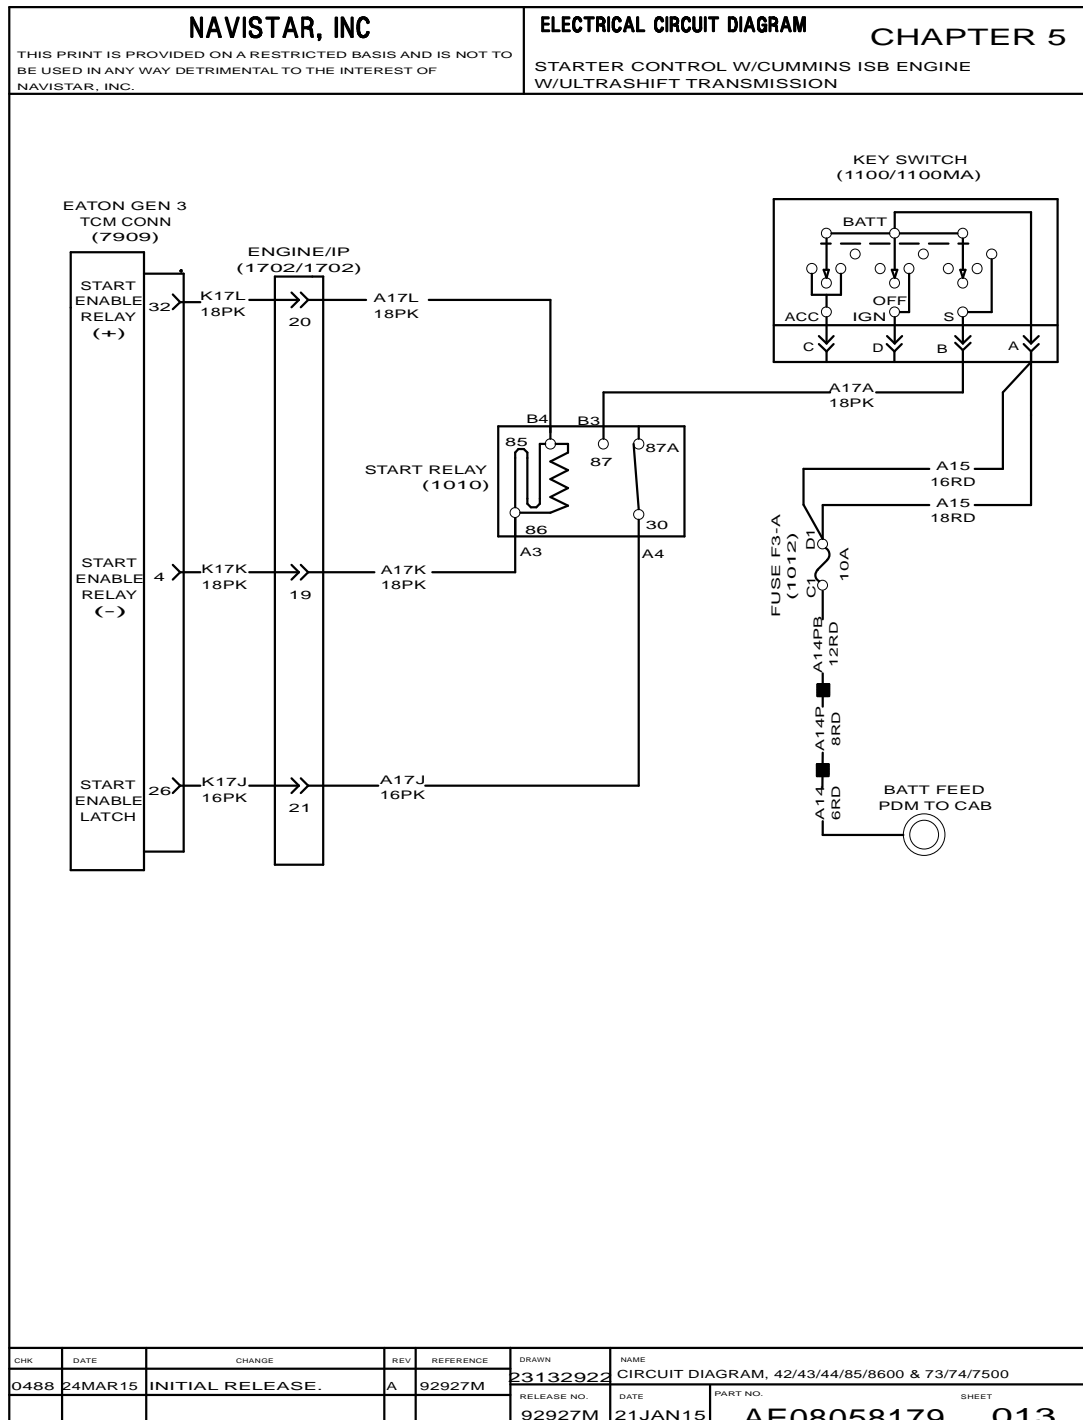 NAVISTAR, INC
THIS PRINT IS PROVIDED ON A RESTRICTED BASIS AND IS NOT TO
BE USED IN ANY WAY DETRIMENTAL TO THE INTEREST OF
NAVISTAR, INC.
ELECTRICAL CIRCUIT DIAGRAM
CHAPTER 5
STARTER CONTROL W/CUMMINS ISB ENGINE
W/ULTRASHIFT TRANSMISSION
KEY SWITCH
(1100/1100MA)
BATT
OFF
ACC
IGN
S
C
D
B
A
EATON GEN 3
TCM CONN
(7909)
ENGINE/IP
(1702/1702)
START
ENABLE
RELAY
(+)
32
K17L
18PK
20
A17L
18PK
A17A
18PK
B4
B3
85
87
87A
START RELAY
(1010)
86
30
A3
A4
A15
16RD
A15
18RD
FUSE F3-A
(1012)
D1
C1
10A
START
ENABLE
RELAY
(-)
4
K17K
18PK
19
A17K
18PK
A14PB
12RD
A14P
8RD
A14
6RD
START
ENABLE
LATCH
26
K17J
16PK
21
A17J
16PK
BATT FEED
PDM TO CAB
CHK
DATE
CHANGE
REV
REFERENCE
DRAWN
NAME
0488
24MAR15
INITIAL RELEASE.
A
92927M
23132922
CIRCUIT DIAGRAM, 42/43/44/85/8600 & 73/74/7500
RELEASE NO.
DATE
PART NO.
SHEET
92927M
21JAN15
AE08058179
013